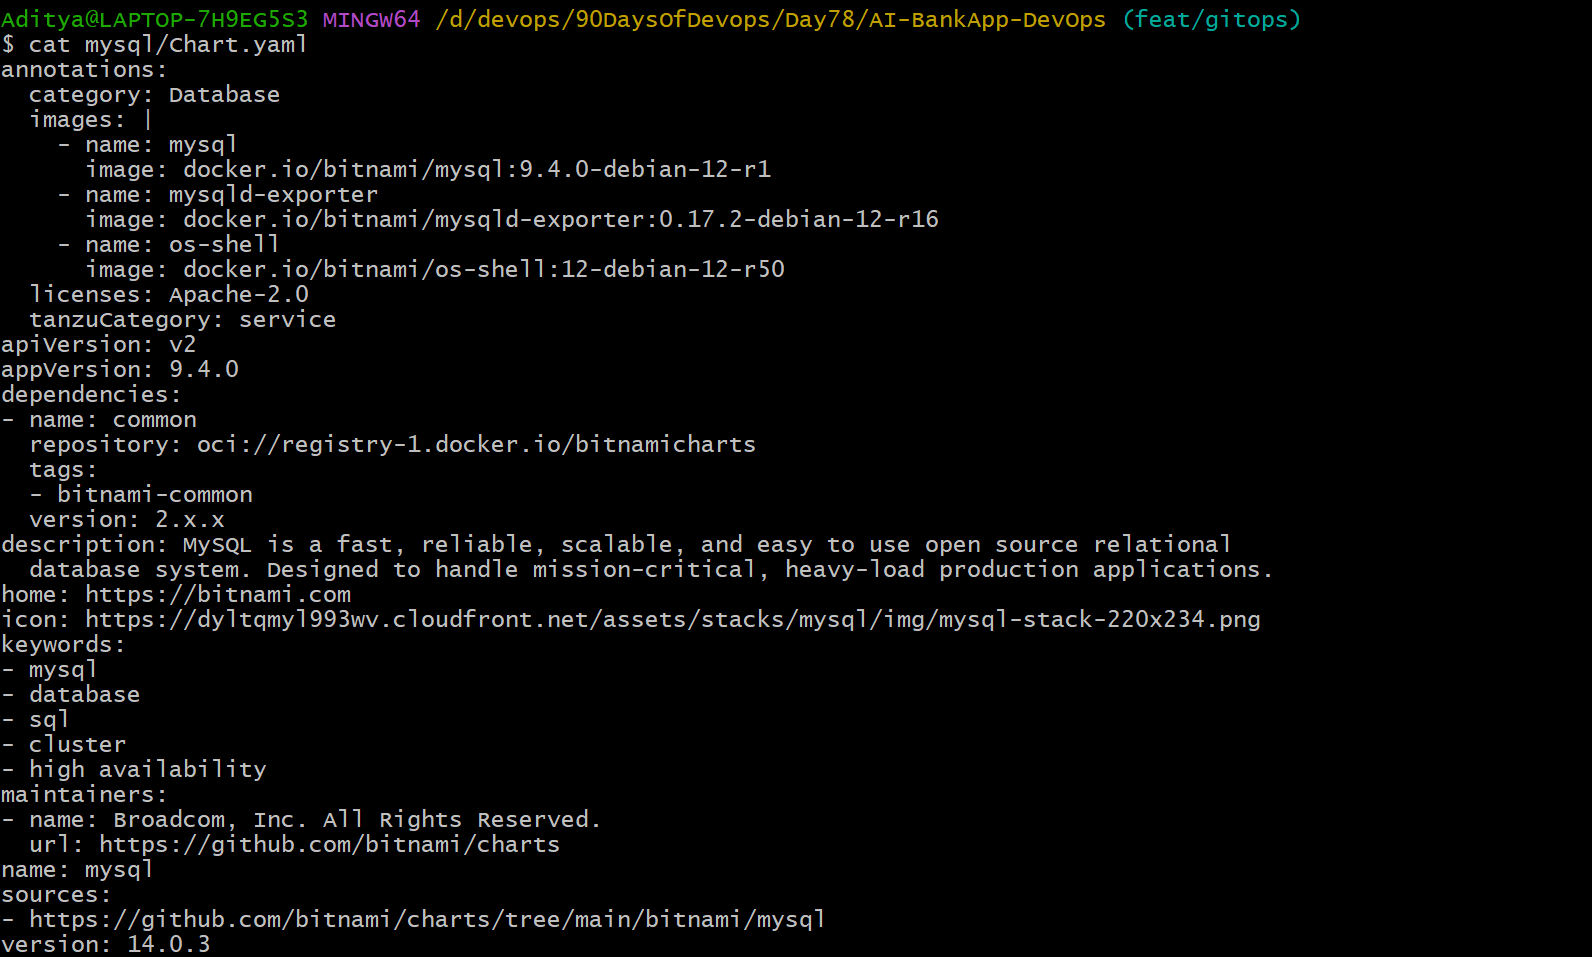 Aditya@LAPTOP-7H9EG5S3 MINGW64 /d/devops/90DaysOfDevops/Day78/AI-BankApp-DevOps (feat/gitops)
$ cat mysql/Chart.yaml
annotations:
  category: Database
  images: |
    - name: mysql
      image: docker.io/bitnami/mysql:9.4.0-debian-12-r1
    - name: mysqld-exporter
      image: docker.io/bitnami/mysqld-exporter:0.17.2-debian-12-r16
    - name: os-shell
      image: docker.io/bitnami/os-shell:12-debian-12-r50
  licenses: Apache-2.0
  tanzuCategory: service
apiVersion: v2
appVersion: 9.4.0
dependencies:
- name: common
  repository: oci://registry-1.docker.io/bitnamicharts
  tags:
  - bitnami-common
  version: 2.x.x
description: MySQL is a fast, reliable, scalable, and easy to use open source relational
  database system. Designed to handle mission-critical, heavy-load production applications.
home: https://bitnami.com
icon: https://dyltqmyl993wv.cloudfront.net/assets/stacks/mysql/img/mysql-stack-220x234.png
keywords:
- mysql
- database
- sql
- cluster
- high availability
maintainers:
- name: Broadcom, Inc. All Rights Reserved.
  url: https://github.com/bitnami/charts
name: mysql
sources:
- https://github.com/bitnami/charts/tree/main/bitnami/mysql
version: 14.0.3